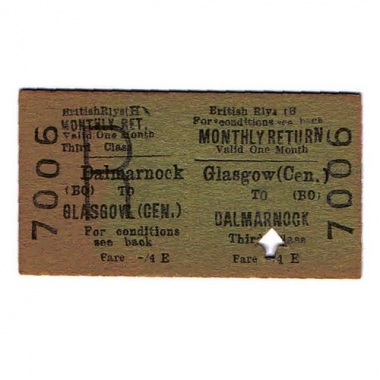 7006
British Rlys (H
MONTHLY RET.
Valid One Month
Third Class
R
Dalmarnock
(BO) TO
GLASGOW (CEN.)
For conditions
see back
Fare -/4 E
British Rlys (H
For conditions see back
MONTHLY RETURN
Valid One Month
Glasgow (Cen.)
TO (BO)
DALMARNOCK
Third Class
Fare -/4 E
7006